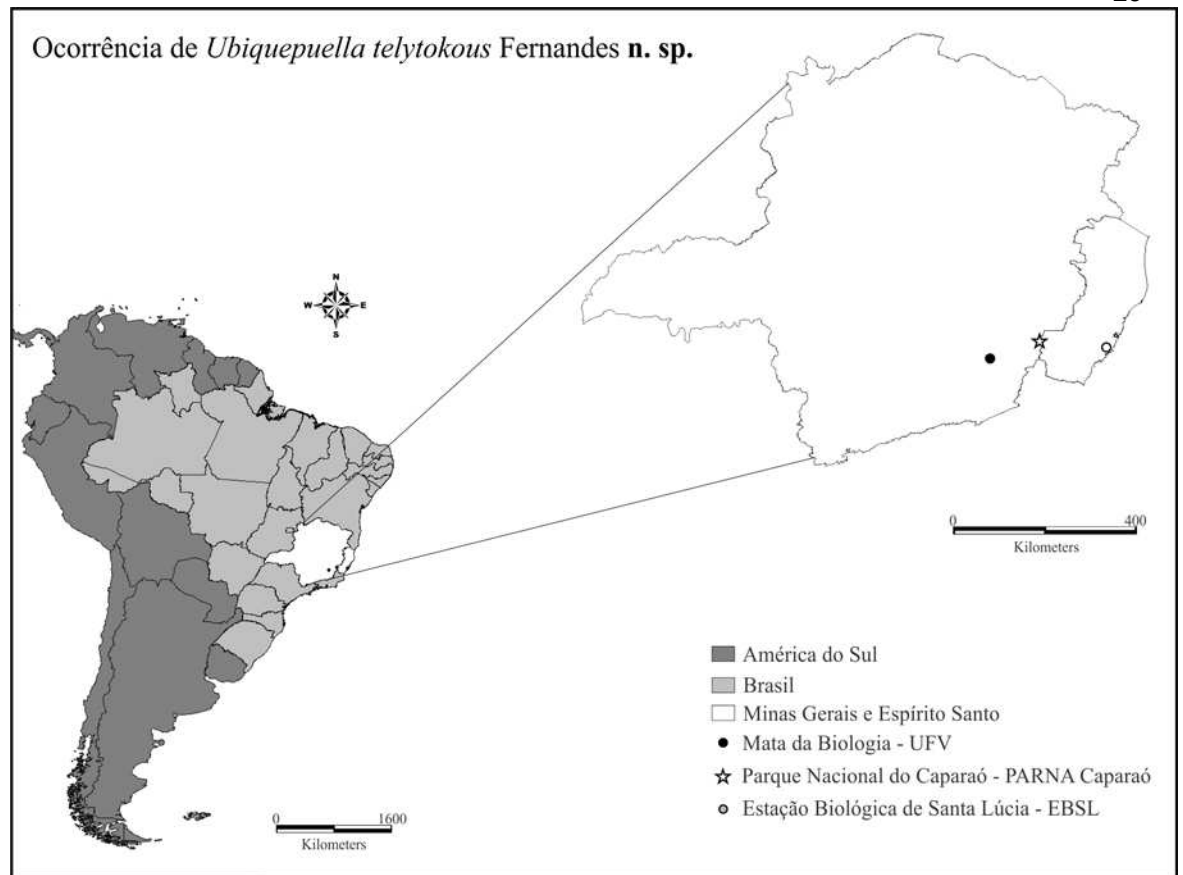 Ocorrência de Ubiquepuella telytokous Fernandes n. sp.
N
W E
S
0 400
Kilometers
América do Sul
Brasil
Minas Gerais e Espírito Santo
Mata da Biologia - UFV
Parque Nacional do Caparaó - PARNA Caparaó
Estação Biológica de Santa Lúcia - EBSL
0 1600
Kilometers